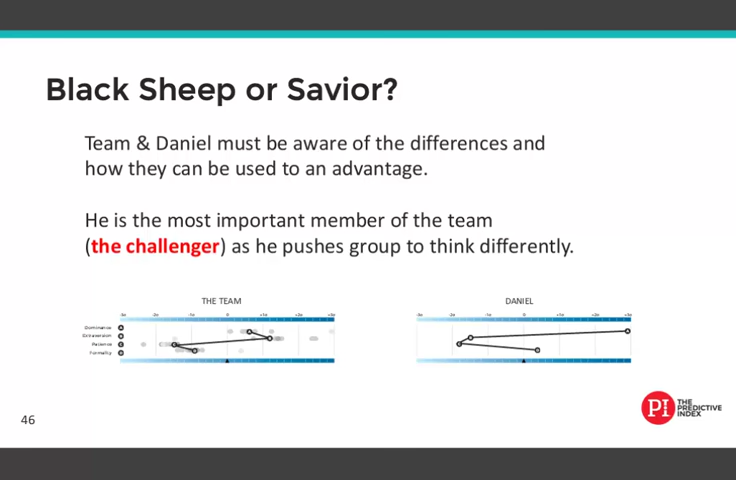 Black Sheep or Savior?
Team & Daniel must be aware of the differences and
how they can be used to an advantage.
He is the most important member of the team
(the challenger) as he pushes group to think differently.
THE TEAM
DANIEL
Dominance A
Extraversion B
Patience C
Formality D
46
PI THE
PREDICTIVE
INDEX